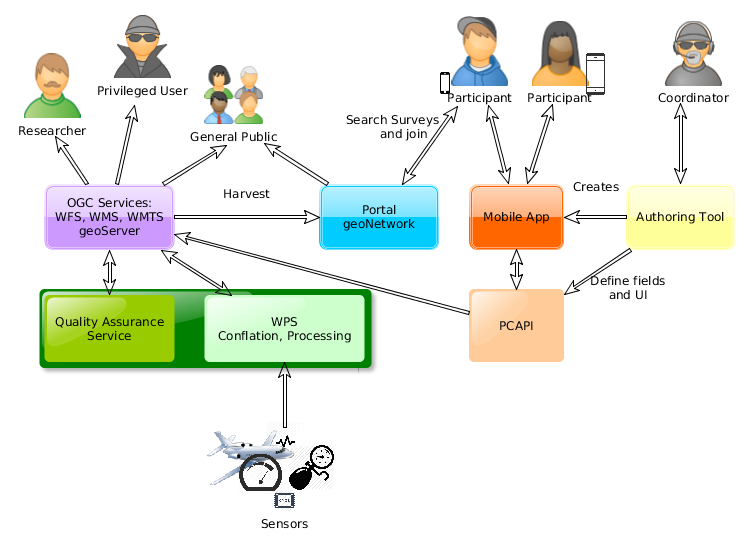 Privileged User
Researcher
General Public
Participant
Participant
Coordinator
Search Surveys
and join
OGC Services:
WFS, WMS, WMTS
geoServer
Harvest
Portal
geoNetwork
Mobile App
Creates
Authoring Tool
Define fields
and UI
Quality Assurance
Service
WPS
Conflation, Processing
PCAPI
Sensors